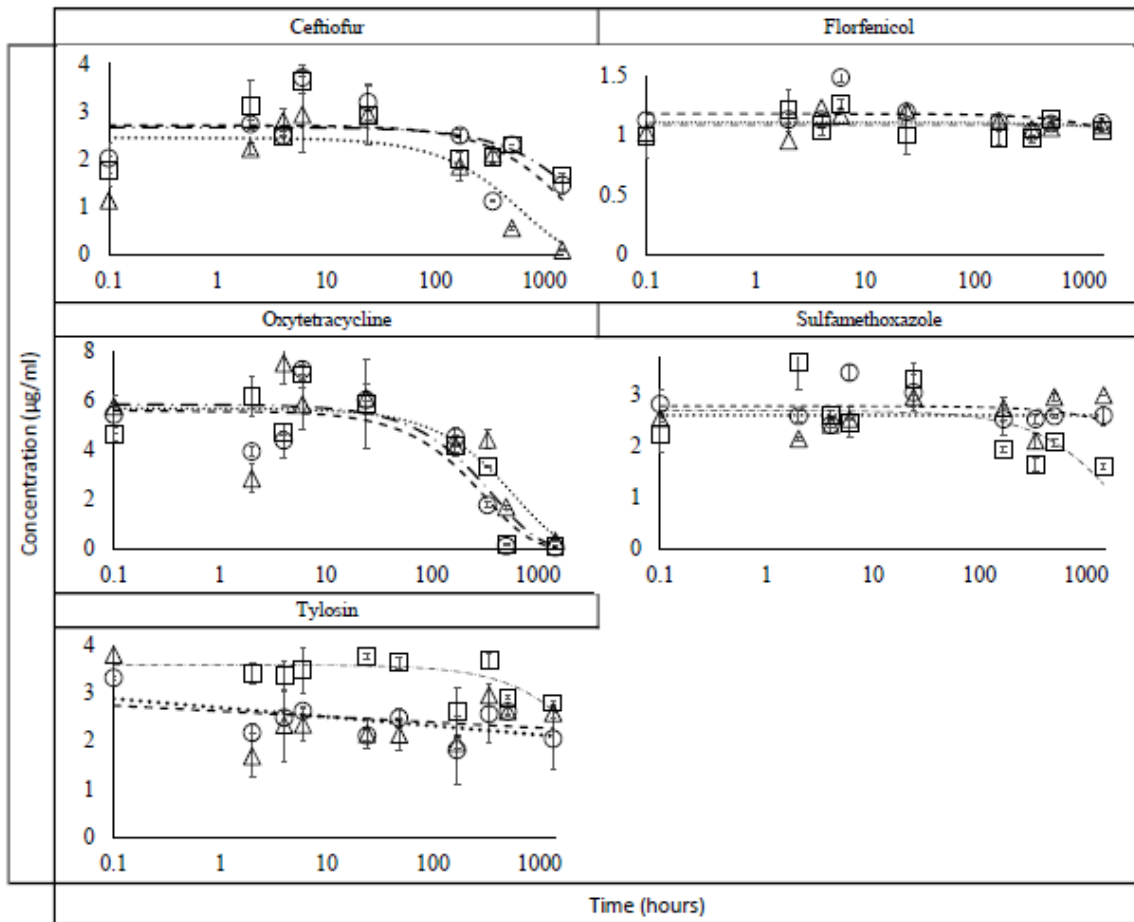 Ceftiofur
Florfenicol
4
3
2
1
0
0.1 1 10 100 1000
1.5
1
0.5
0
0.1 1 10 100 1000
Oxytetracycline
Sulfamethoxazole
8
6
4
2
0
0.1 1 10 100 1000
3
2
1
0
0.1 1 10 100 1000
Tylosin
4
3
2
1
0
0.1 1 10 100 1000
Concentration (µg/ml)
Time (hours)